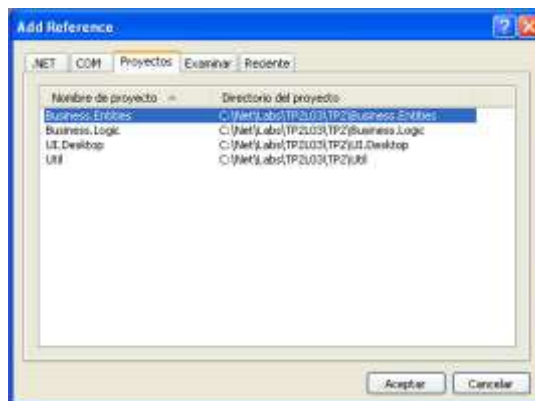 Add Reference
.NET COM Proyectos Examinar Reciente
Nombre de proyecto Directorio del proyecto
Business.Entities C:\Net\Labs\TP2L03\TP2\Business.Entities
Business.Logic C:\Net\Labs\TP2L03\TP2\Business.Logic
UI.Desktop C:\Net\Labs\TP2L03\TP2\UI.Desktop
Util C:\Net\Labs\TP2L03\TP2\Util
Aceptar Cancelar